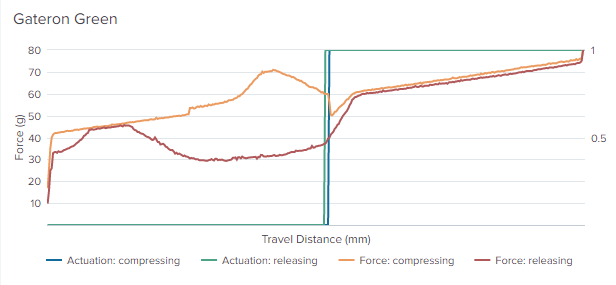 Gateron Green
80
70
60
50
40
30
20
10
Force (g)
1
0.5
Travel Distance (mm)
Actuation: compressing
Actuation: releasing
Force: compressing
Force: releasing